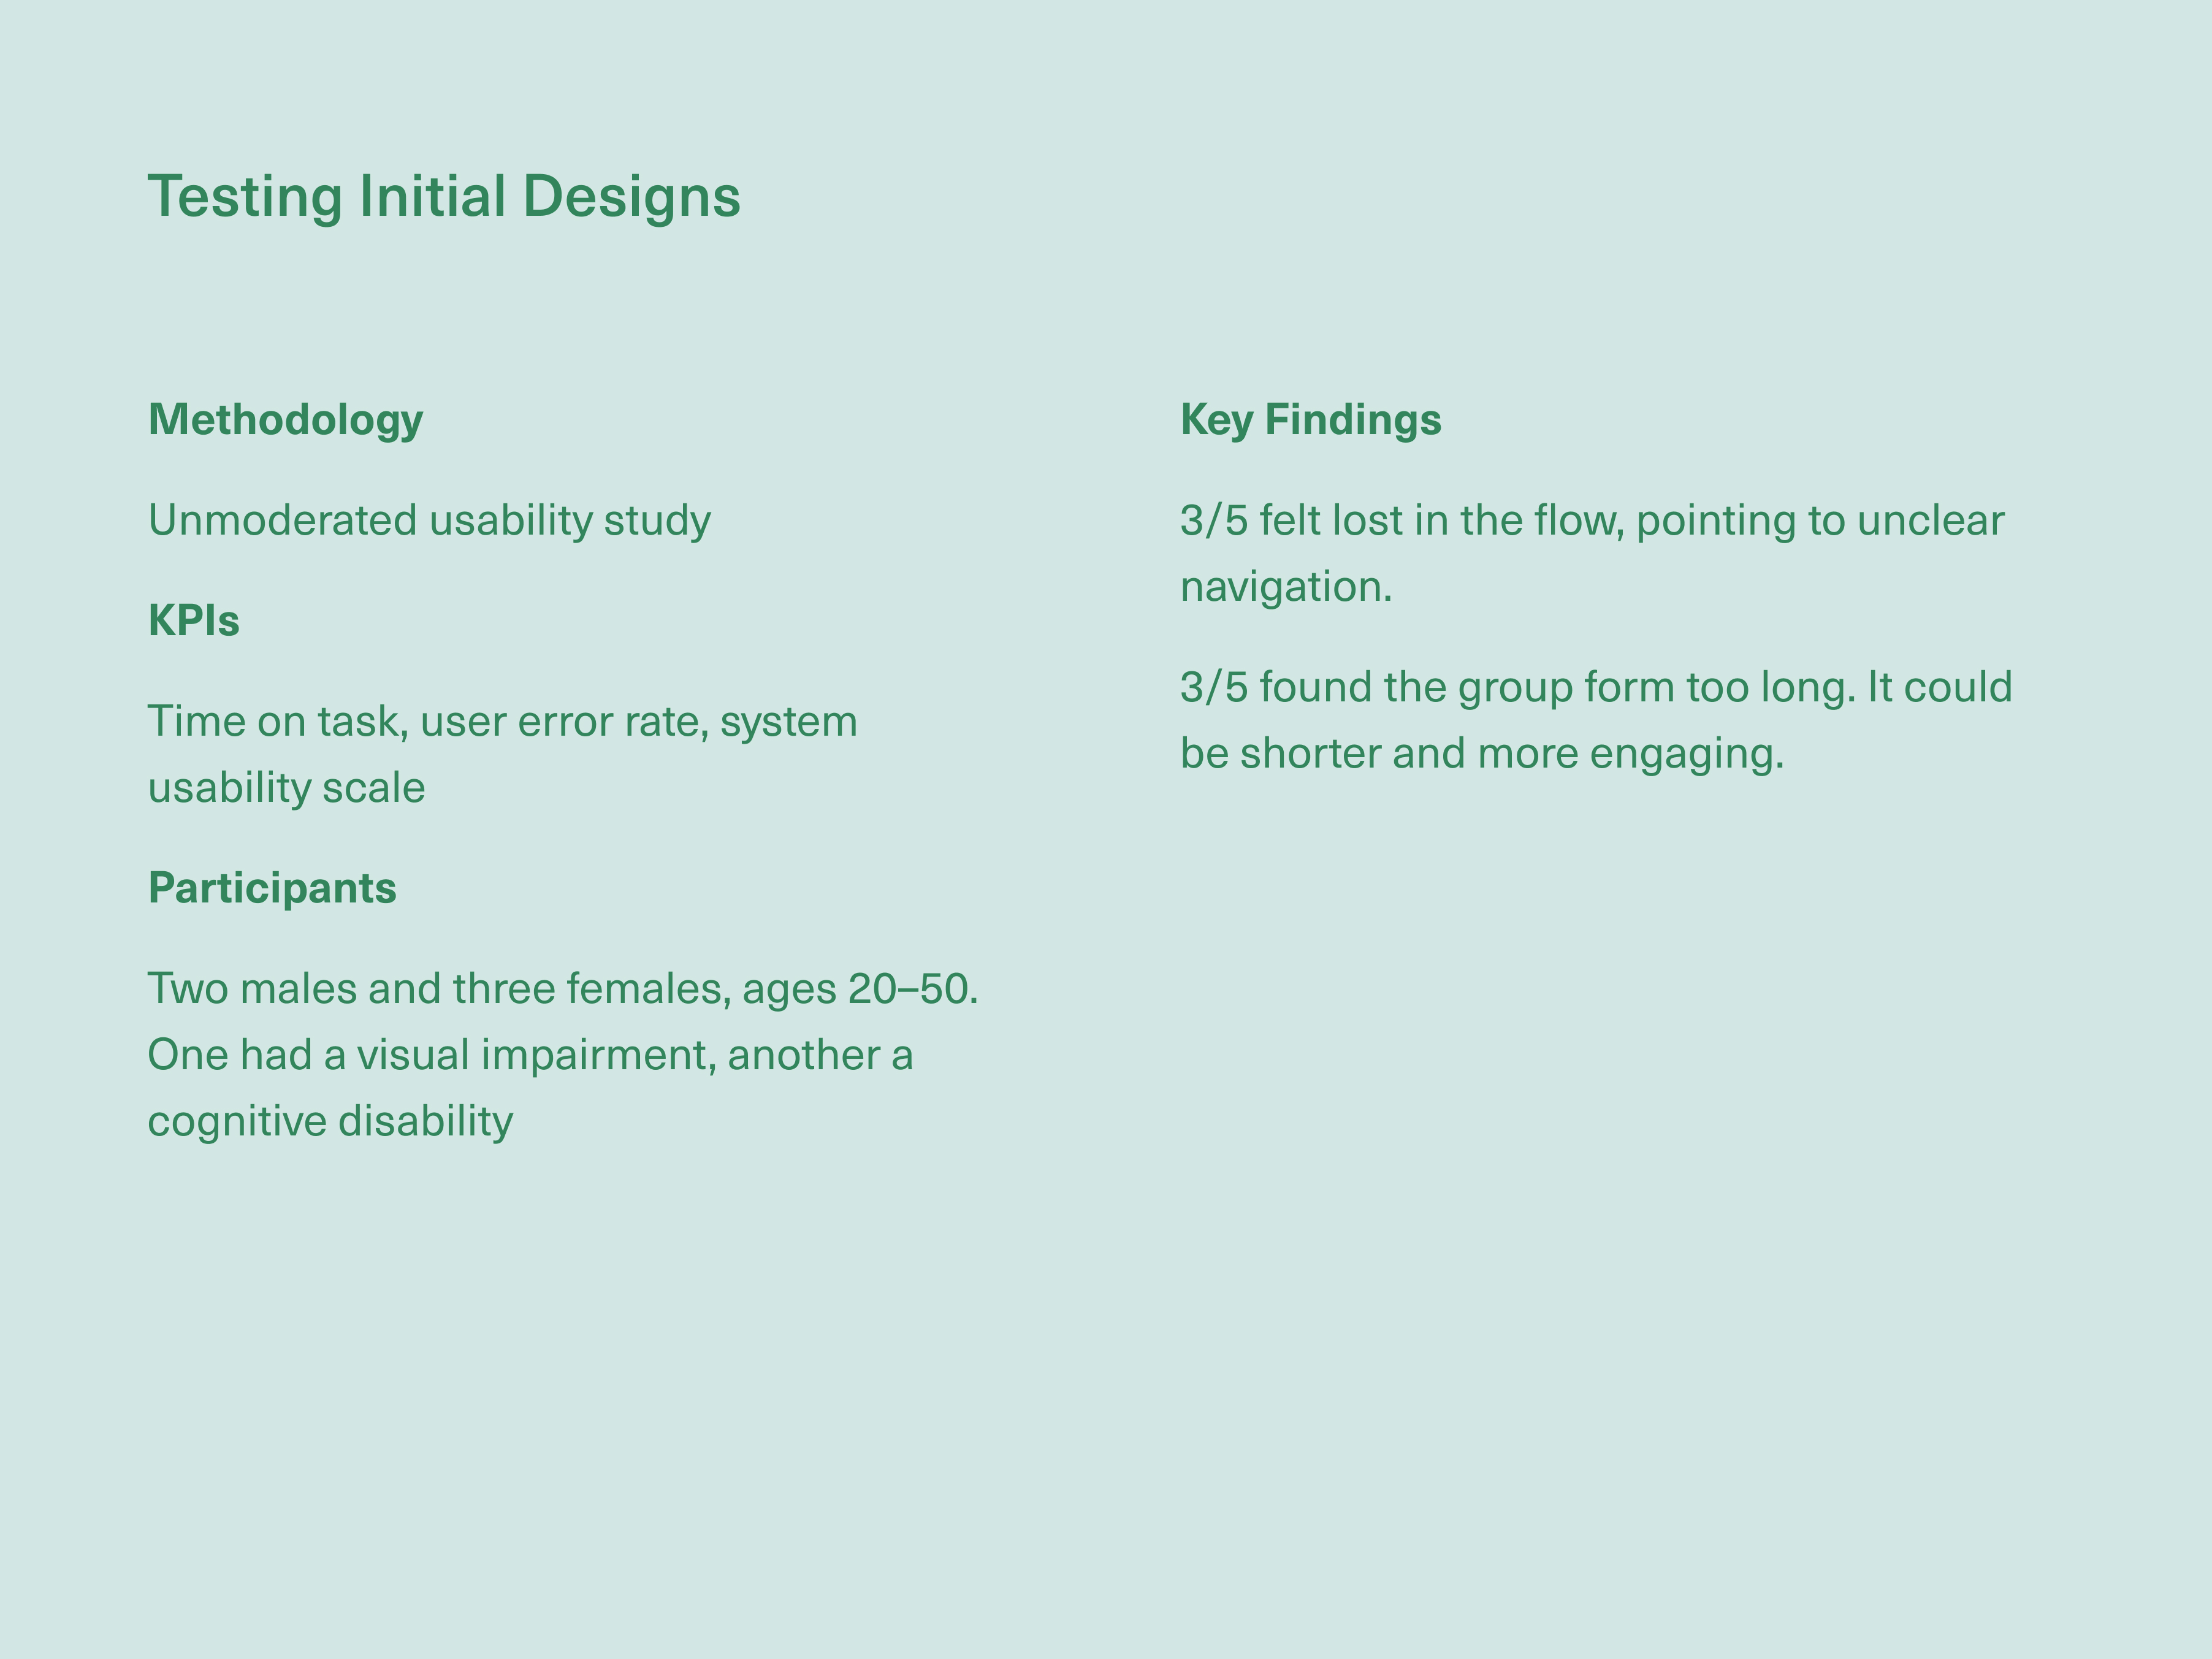 Testing Initial Designs
Methodology
Unmoderated usability study
KPIs
Time on task, user error rate, system
usability scale
Participants
Two males and three females, ages 20–50.
One had a visual impairment, another a
cognitive disability
Key Findings
3/5 felt lost in the flow, pointing to unclear
navigation.
3/5 found the group form too long. It could
be shorter and more engaging.